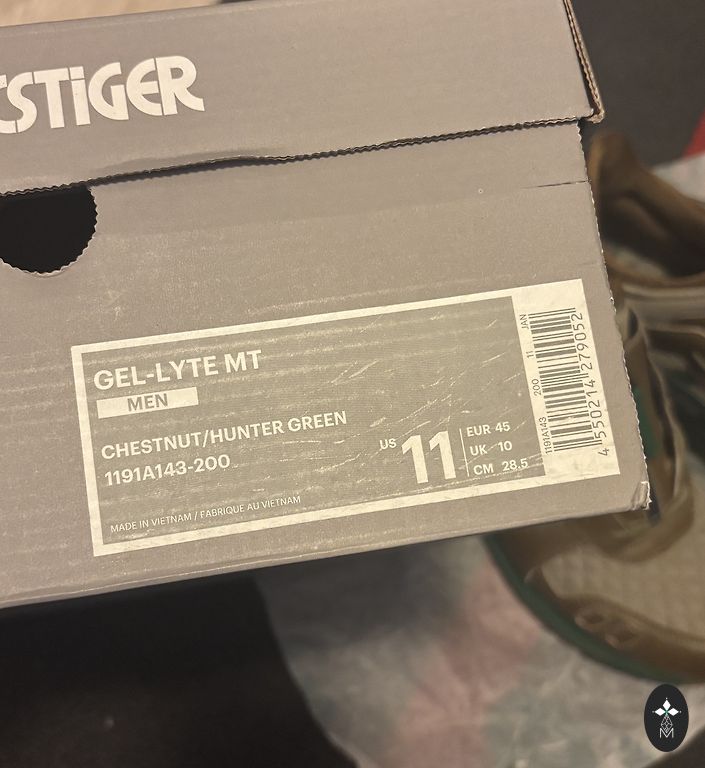 TIGER
GEL-LYTE MT
MEN
CHESTNUT/HUNTER GREEN
1191A143-200
MADE IN VIETNAM / FABRIQUE AU VIETNAM
US 11
EUR 45
UK 10
CM 28.5
1191A143 200 11 JAN
4 550214 279052
M